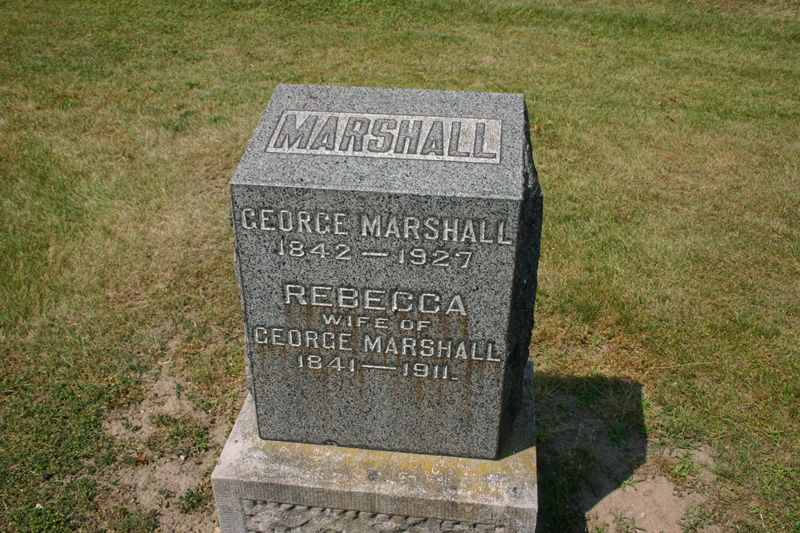 MARSHALL
GEORGE MARSHALL
1842 — 1927
REBECCA
WIFE OF
GEORGE MARSHALL
1841 — 1911.